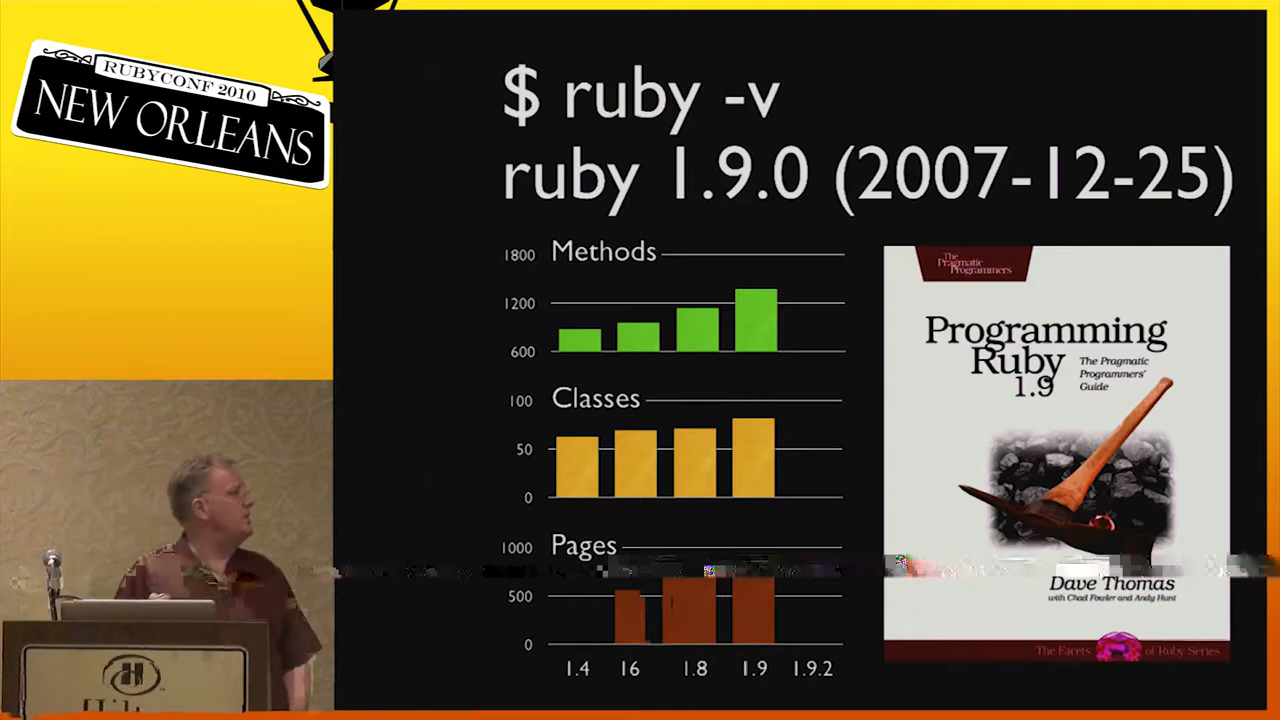 RUBYCONF 2010
NEW ORLEANS
$ ruby -v
ruby 1.9.0 (2007-12-25)
Methods
1800
1200
600
Classes
100
50
0
Pages
1000
500
0
1.4 16 1.8 1.9 1.9.2
The
Pragmatic
Programmers
Programming
Ruby
1.9
The Pragmatic
Programmers'
Guide
Dave Thomas
with Chad Fowler and Andy Hunt
The Facets of Ruby Series
H